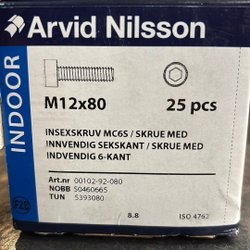 Arvid Nilsson
INDOOR
M12x80 25 pcs
INSEXSKRUV MC6S / SKRUE MED
INNVENDIG SEKSKANT / SKRUE MED
INDVENDIG 6-KANT
Art.nr 00102-92-080
NOBB 50460665
TUN 5393080
FZB
8.8 ISO 4762